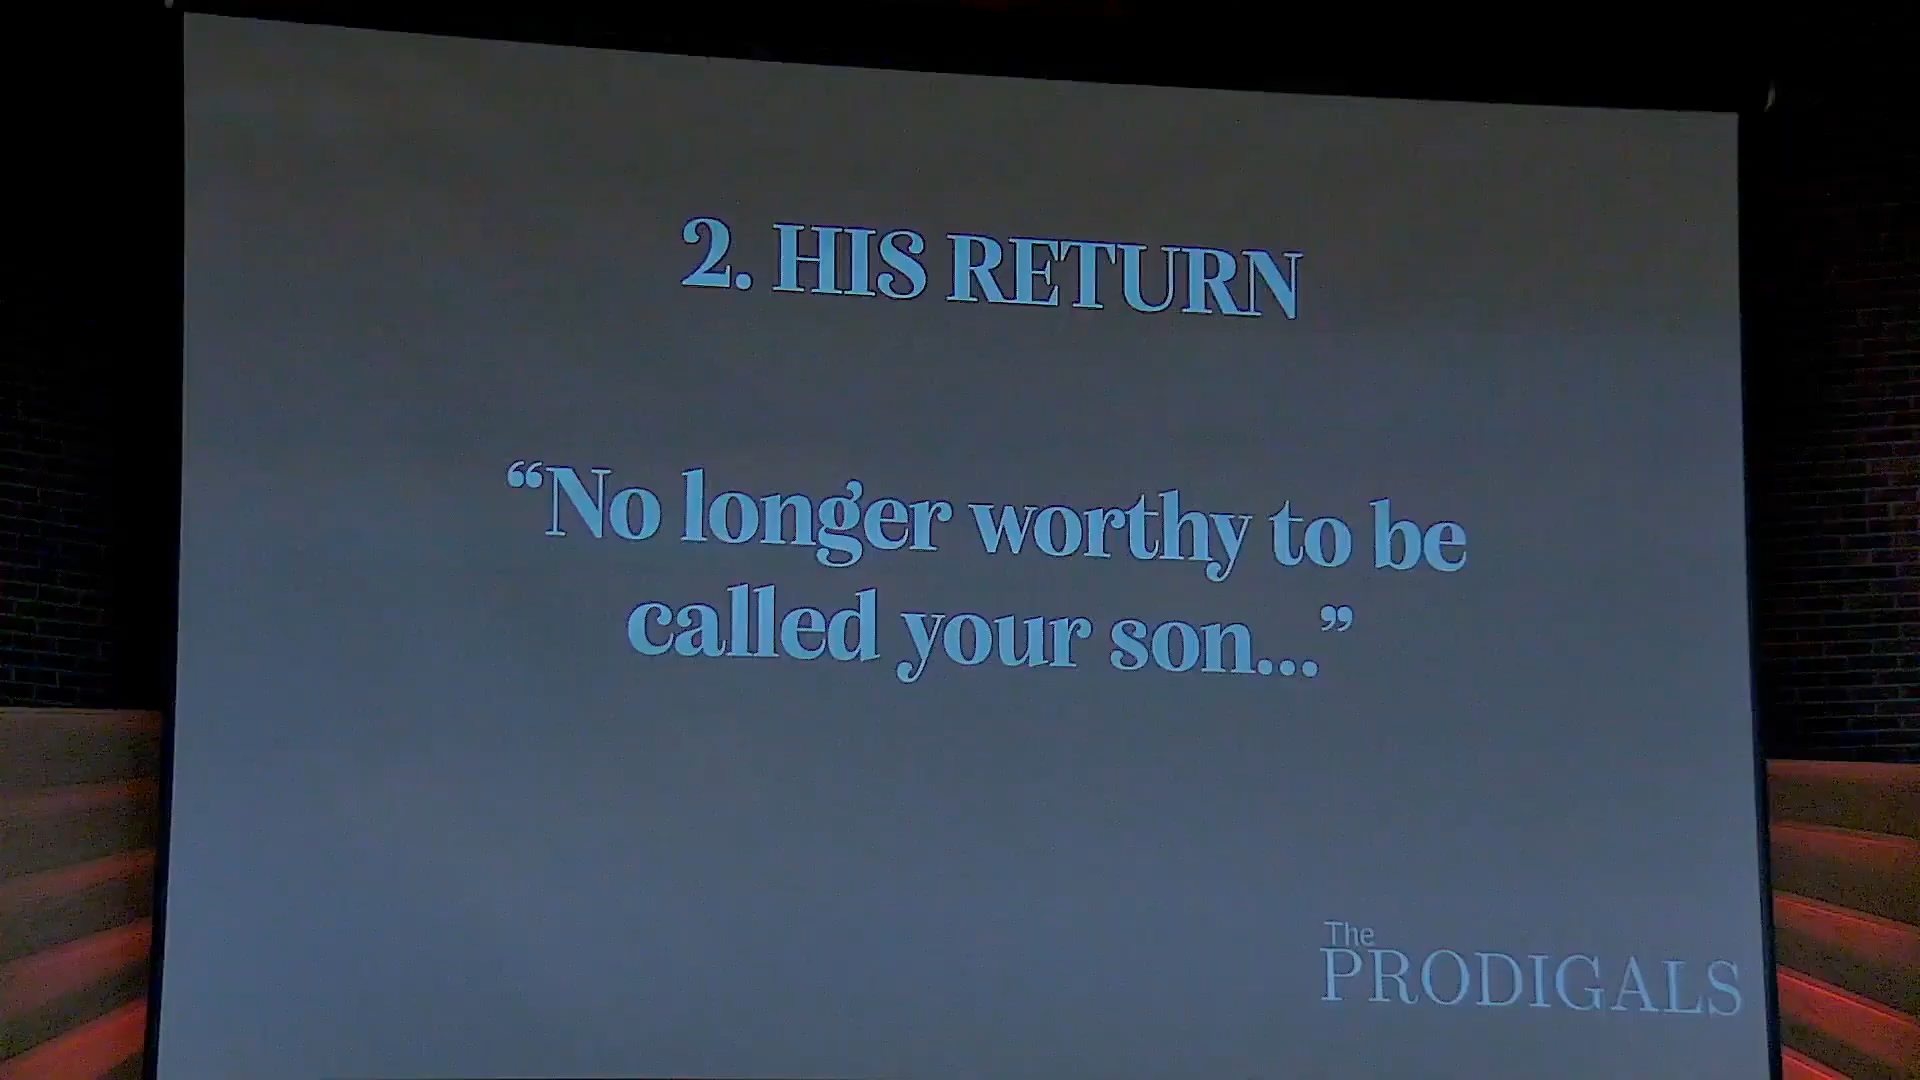 2. HIS RETURN
“No longer worthy to be
called your son...”
The
PRODIGALS